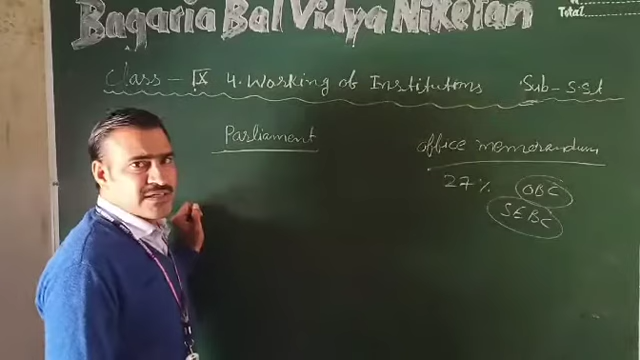 Bagaria Bal Vidya Niketan
Total
Class - IX 4. Working of Institutions Sub - S.St
Parliament
office memorandum
27%. OBC
SEBC